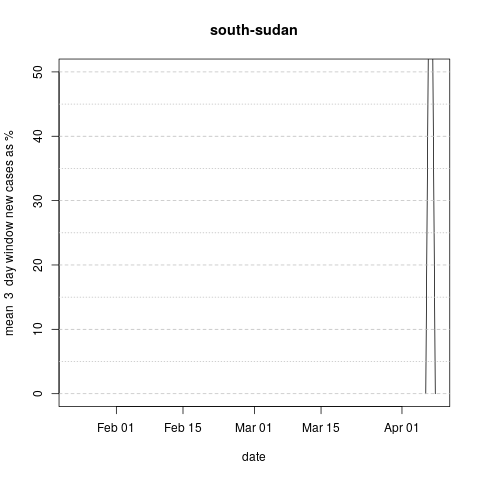 south-sudan
mean  3  day window new cases as %
50
40
30
20
10
0
Feb 01
Feb 15
Mar 01
Mar 15
Apr 01
date